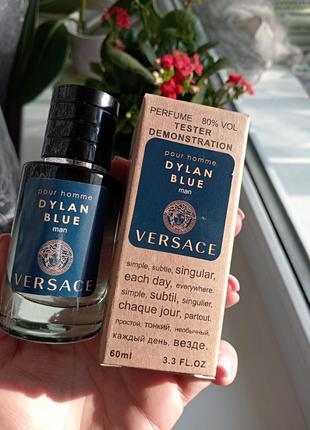 pour homme
DYLAN
BLUE
man
VERSACE
PERFUME 80% VOL
TESTER
DEMONSTRATION
pour homme
DYLAN
BLUE
man
VERSACE
simple, subtle, singular,
each day, everywhere.
simple, subtil, singulier,
chaque jour, partout.
простой, тонкий, необычный,
каждый день, везде.
60ml 3.3 FL.OZ